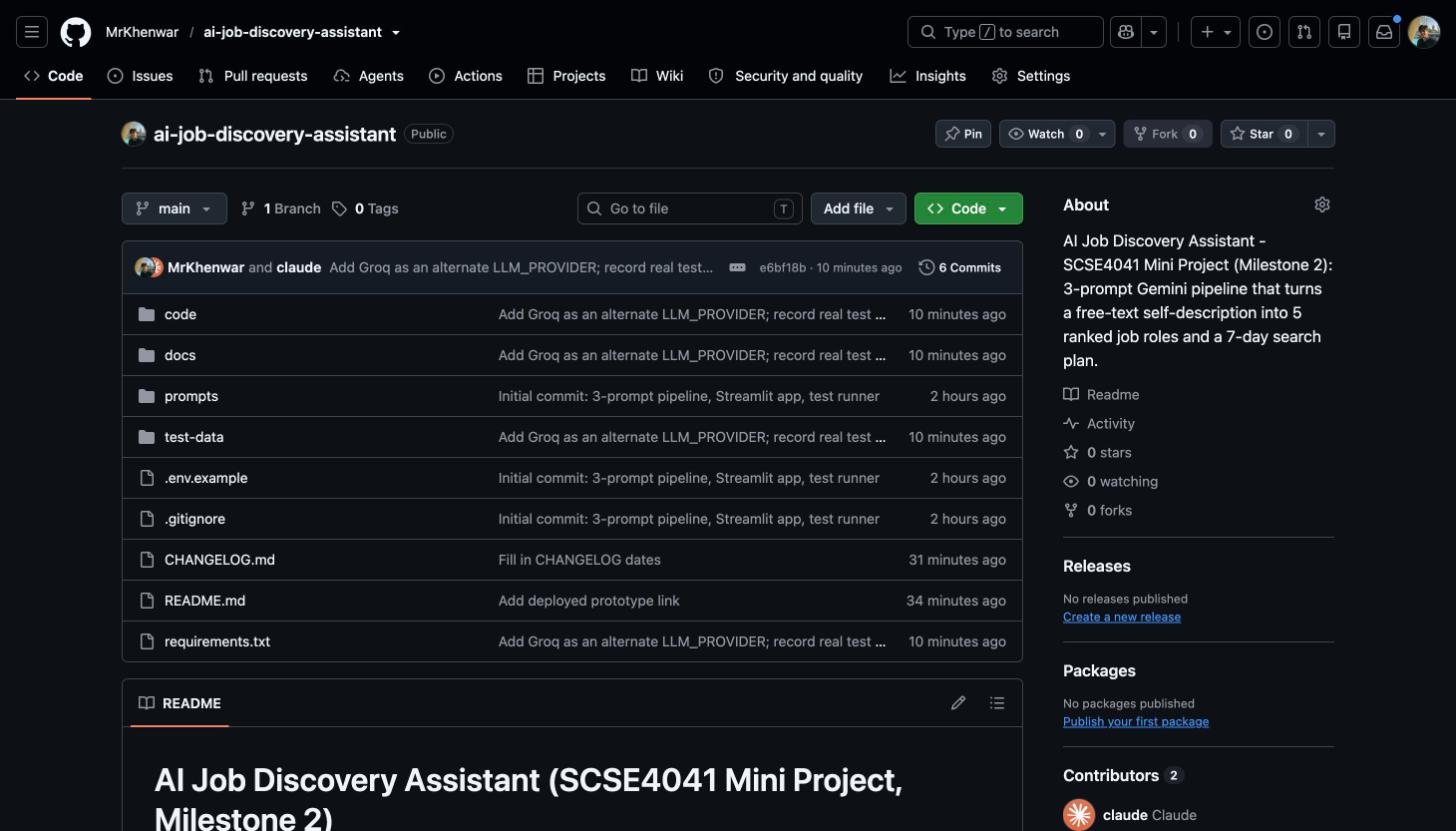 MrKhenwar / ai-job-discovery-assistant
Type / to search
Code Issues Pull requests Agents Actions Projects Wiki Security and quality Insights Settings
ai-job-discovery-assistant Public
Pin Watch 0 Fork 0 Star 0
main 1 Branch 0 Tags Go to file T Add file Code
MrKhenwar and claude Add Groq as an alternate LLM_PROVIDER; record real test... e6bf18b · 10 minutes ago 6 Commits
code Add Groq as an alternate LLM_PROVIDER; record real test ... 10 minutes ago
docs Add Groq as an alternate LLM_PROVIDER; record real test ... 10 minutes ago
prompts Initial commit: 3-prompt pipeline, Streamlit app, test runner 2 hours ago
test-data Add Groq as an alternate LLM_PROVIDER; record real test ... 10 minutes ago
.env.example Initial commit: 3-prompt pipeline, Streamlit app, test runner 2 hours ago
.gitignore Initial commit: 3-prompt pipeline, Streamlit app, test runner 2 hours ago
CHANGELOG.md Fill in CHANGELOG dates 31 minutes ago
README.md Add deployed prototype link 34 minutes ago
requirements.txt Add Groq as an alternate LLM_PROVIDER; record real test ... 10 minutes ago
README
AI Job Discovery Assistant (SCSE4041 Mini Project,
Milestone 2)
About
AI Job Discovery Assistant -
SCSE4041 Mini Project (Milestone 2):
3-prompt Gemini pipeline that turns
a free-text self-description into 5
ranked job roles and a 7-day search
plan.
Readme
Activity
0 stars
0 watching
0 forks
Releases
No releases published
Create a new release
Packages
No packages published
Publish your first package
Contributors 2
claude Claude